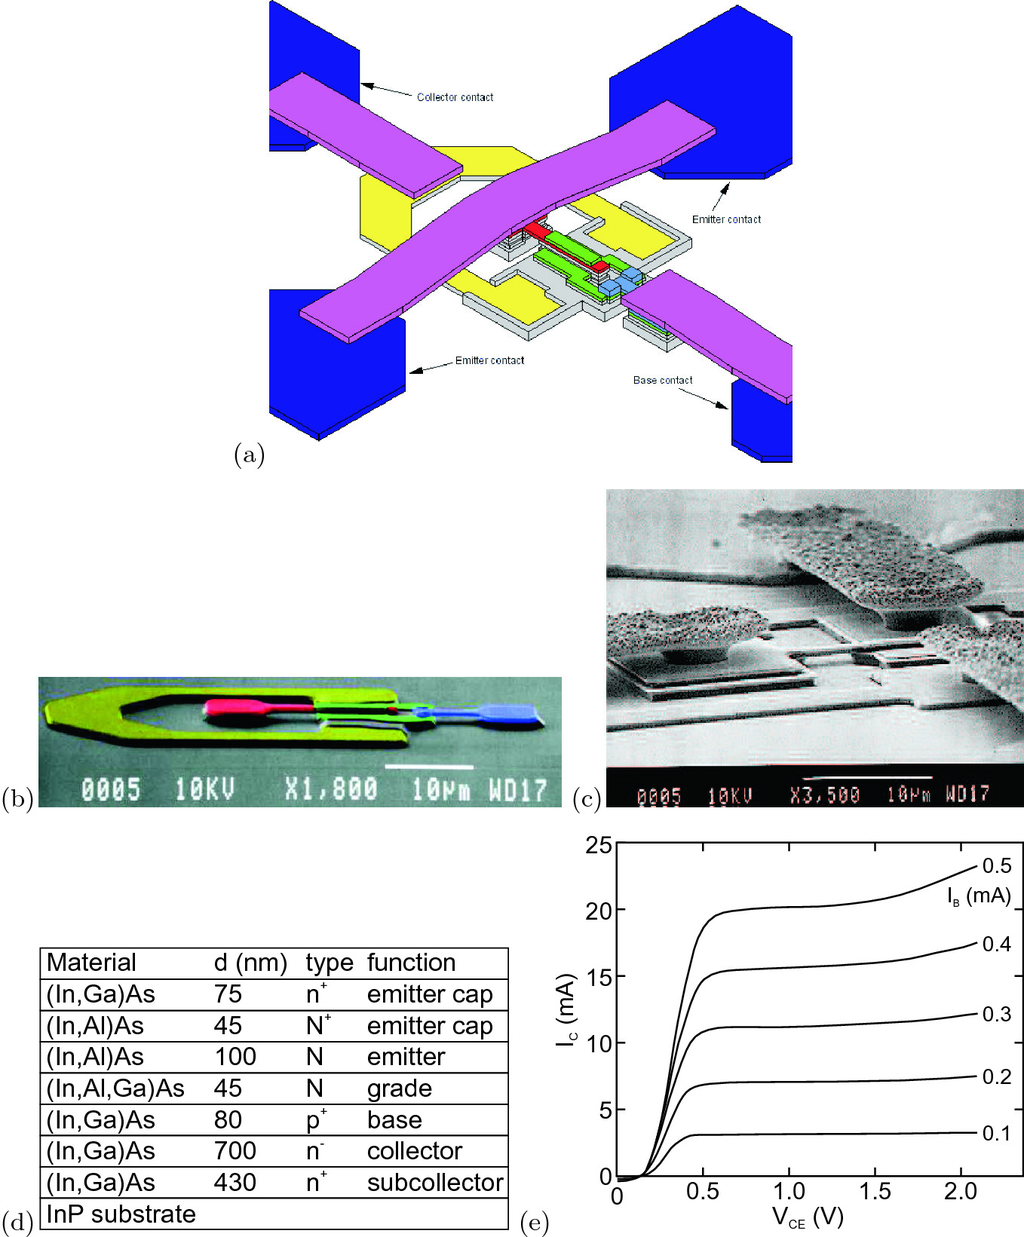 Collector contact
Emitter contact
Emitter contact
Base contact
(a)
(b)
0005 10KV X1,800 10µm WD17
(c)
0005 10KV X3,500 10µm WD17
(d)
Material d (nm) type function
(In,Ga)As 75 n+ emitter cap
(In,Al)As 45 N+ emitter cap
(In,Al)As 100 N emitter
(In,Al,Ga)As 45 N grade
(In,Ga)As 80 p+ base
(In,Ga)As 700 n- collector
(In,Ga)As 430 n+ subcollector
InP substrate
(e)
25
20
15
10
5
0
IC (mA)
0.5
IB (mA)
0.4
0.3
0.2
0.1
0 0.5 1.0 1.5 2.0
VCE (V)